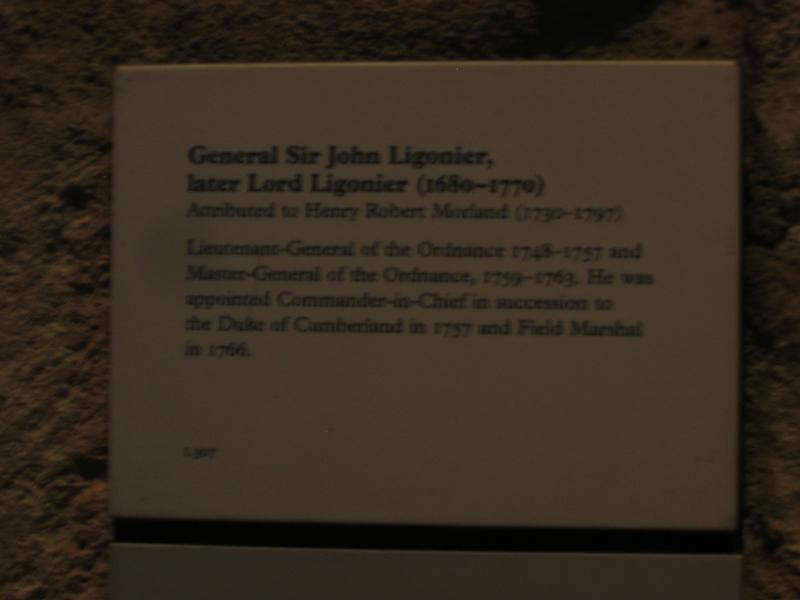 General Sir John Ligonier,
later Lord Ligonier (1680–1770)
Attributed to Henry Robert Morland (1730–1797)
Lieutenant-General of the Ordnance 1748–1757 and
Master-General of the Ordnance, 1759–1763. He was
appointed Commander-in-Chief in succession to
the Duke of Cumberland in 1757 and Field Marshal
in 1766.